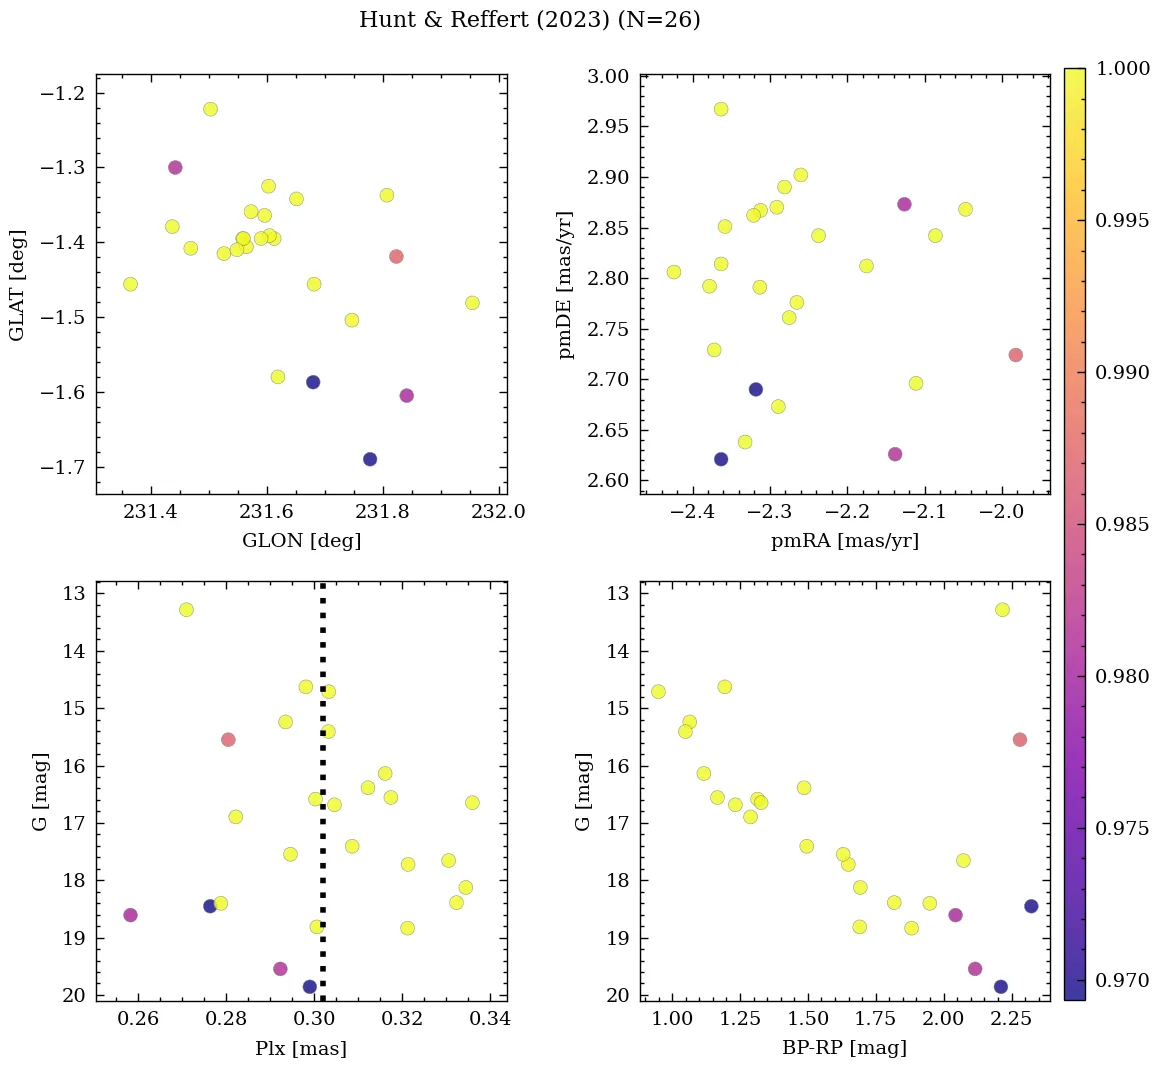 Hunt & Reffert (2023) (N=26)
−1.2
−1.3
−1.4
−1.5
−1.6
−1.7
GLAT [deg]
231.4 231.6 231.8 232.0
GLON [deg]
3.00
2.95
2.90
2.85
2.80
2.75
2.70
2.65
2.60
pmDE [mas/yr]
−2.4 −2.3 −2.2 −2.1 −2.0
pmRA [mas/yr]
13
14
15
16
17
18
19
20
G [mag]
0.26 0.28 0.30 0.32 0.34
Plx [mas]
13
14
15
16
17
18
19
20
G [mag]
1.00 1.25 1.50 1.75 2.00 2.25
BP-RP [mag]
1.000
0.995
0.990
0.985
0.980
0.975
0.970